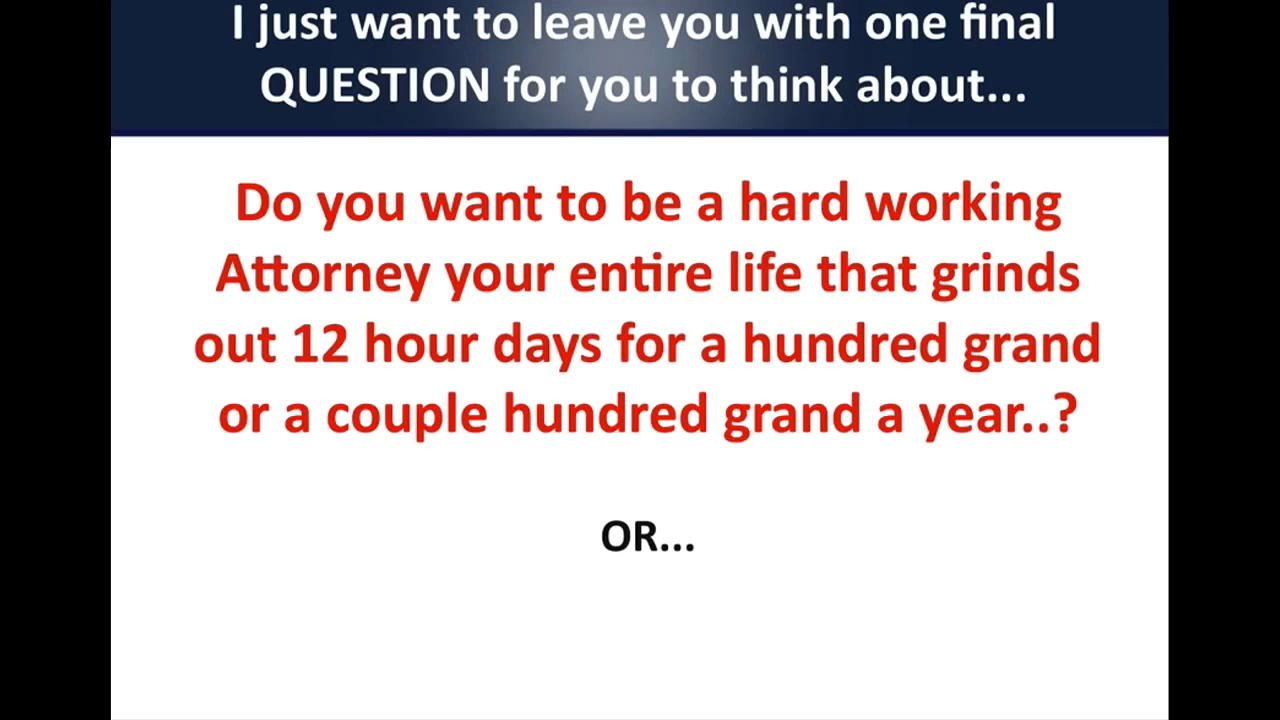 I just want to leave you with one final
QUESTION for you to think about...
Do you want to be a hard working
Attorney your entire life that grinds
out 12 hour days for a hundred grand
or a couple hundred grand a year..?
OR...